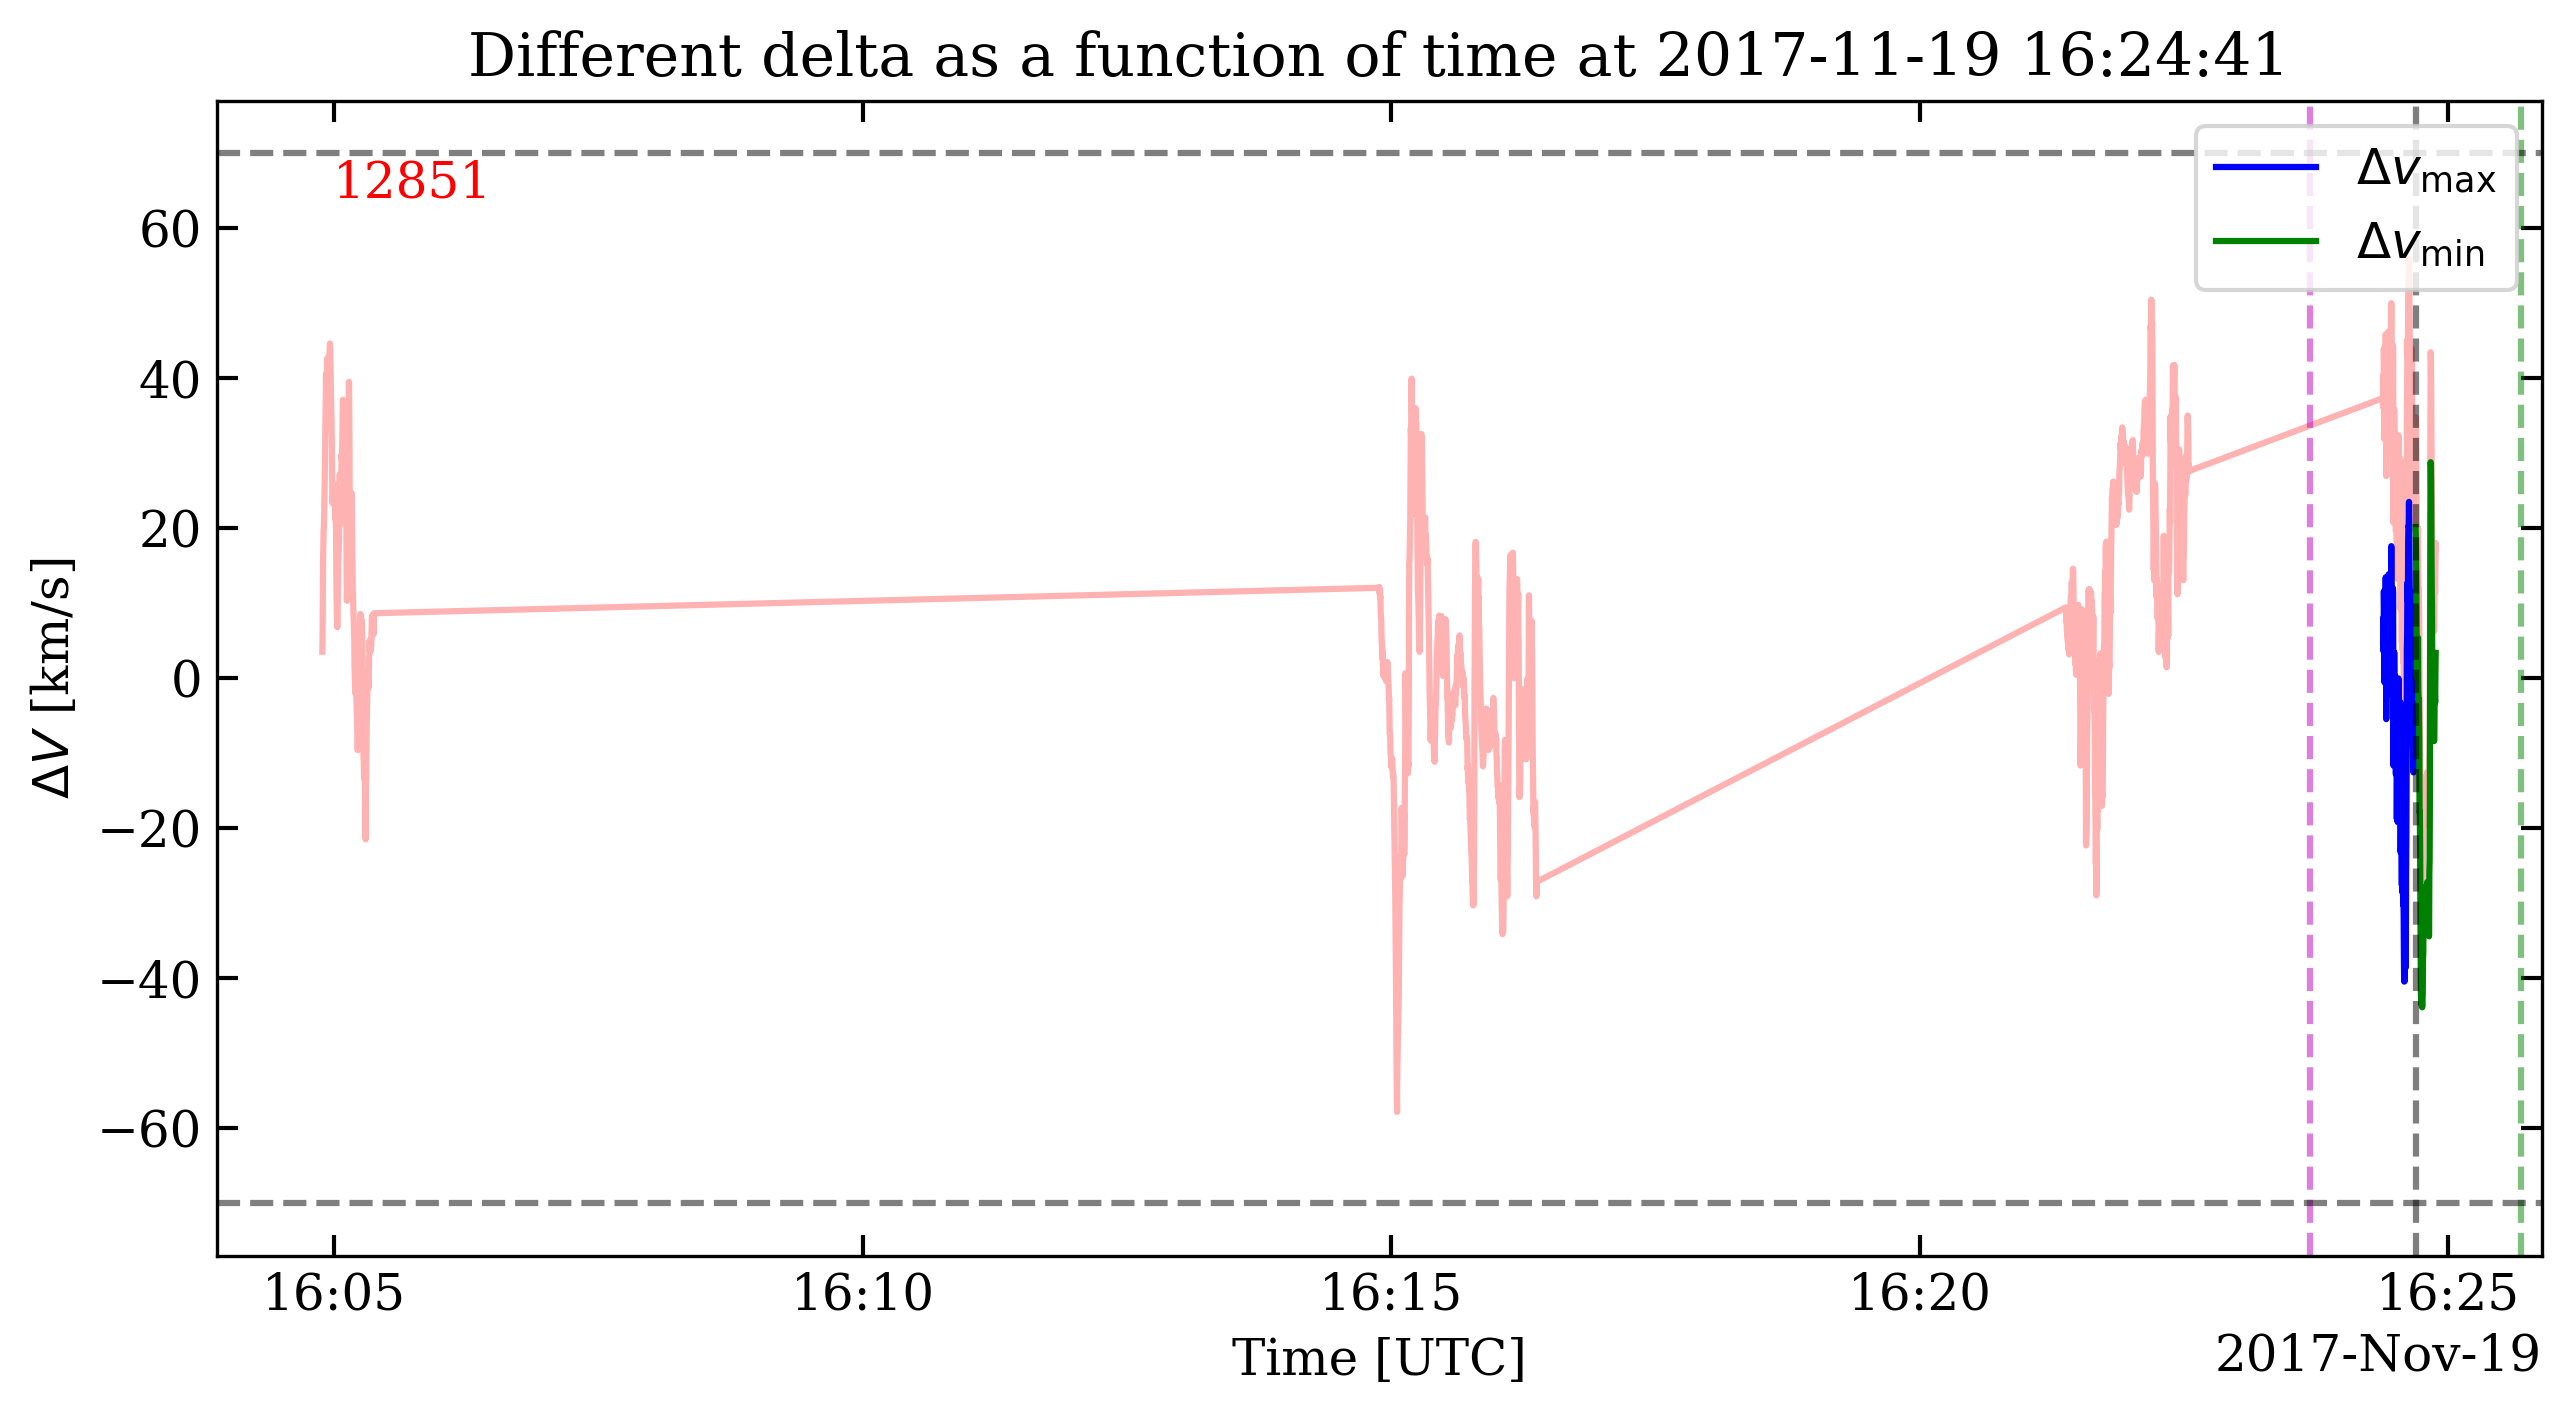 Different delta as a function of time at 2017-11-19 16:24:41
12851
Δv_max
Δv_min
60
40
20
0
−20
−40
−60
ΔV [km/s]
16:05 16:10 16:15 16:20 16:25
Time [UTC]
2017-Nov-19